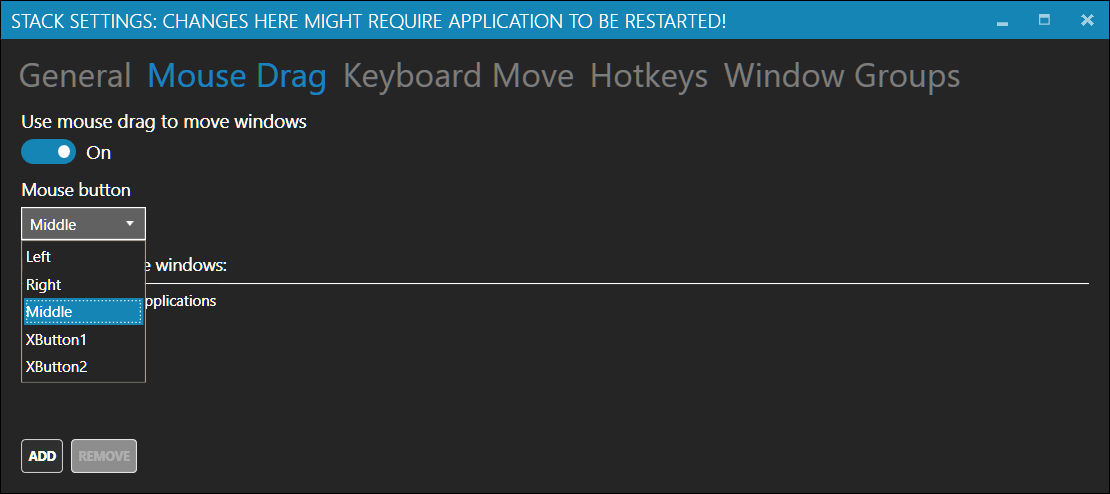 STACK SETTINGS: CHANGES HERE MIGHT REQUIRE APPLICATION TO BE RESTARTED!
General Mouse Drag Keyboard Move Hotkeys Window Groups
Use mouse drag to move windows
On
Mouse button
Middle
Left
windows:
Right
Middle
XButton1
XButton2
ADD REMOVE